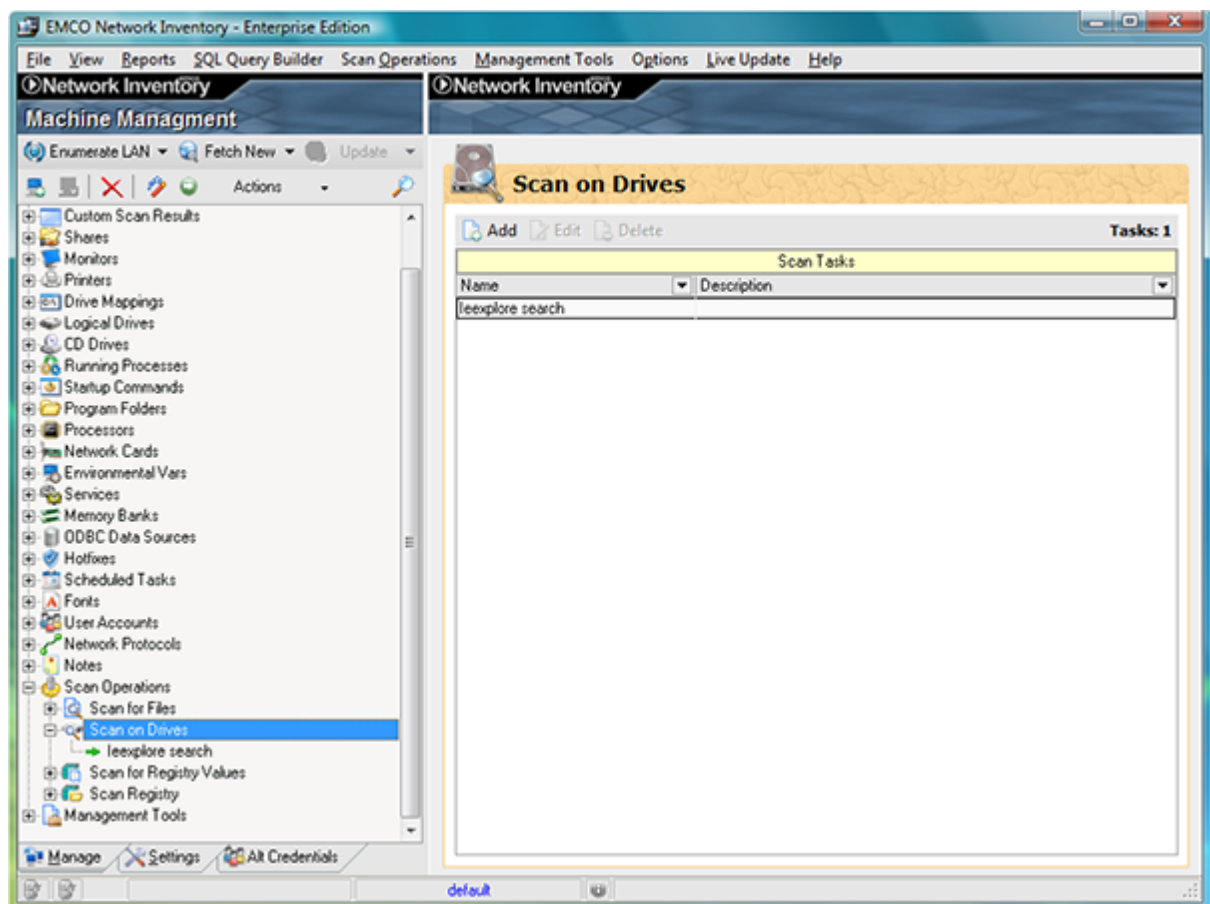 EMCO Network Inventory - Enterprise Edition
File View Reports SQL Query Builder Scan Operations Management Tools Options Live Update Help
Network Inventory
Machine Managment
Enumerate LAN Fetch New Update
Actions
Custom Scan Results
Shares
Monitors
Printers
Drive Mappings
Logical Drives
CD Drives
Running Processes
Startup Commands
Program Folders
Processors
Network Cards
Environmental Vars
Services
Memory Banks
ODBC Data Sources
Hotfixes
Scheduled Tasks
Fonts
User Accounts
Network Protocols
Notes
Scan Operations
Scan for Files
Scan on Drives
Ieexplore search
Scan for Registry Values
Scan Registry
Management Tools
Manage Settings Alt Credentials
Network Inventory
Scan on Drives
Add Edit Delete Tasks: 1
Scan Tasks
Name Description
Ieexplore search
default